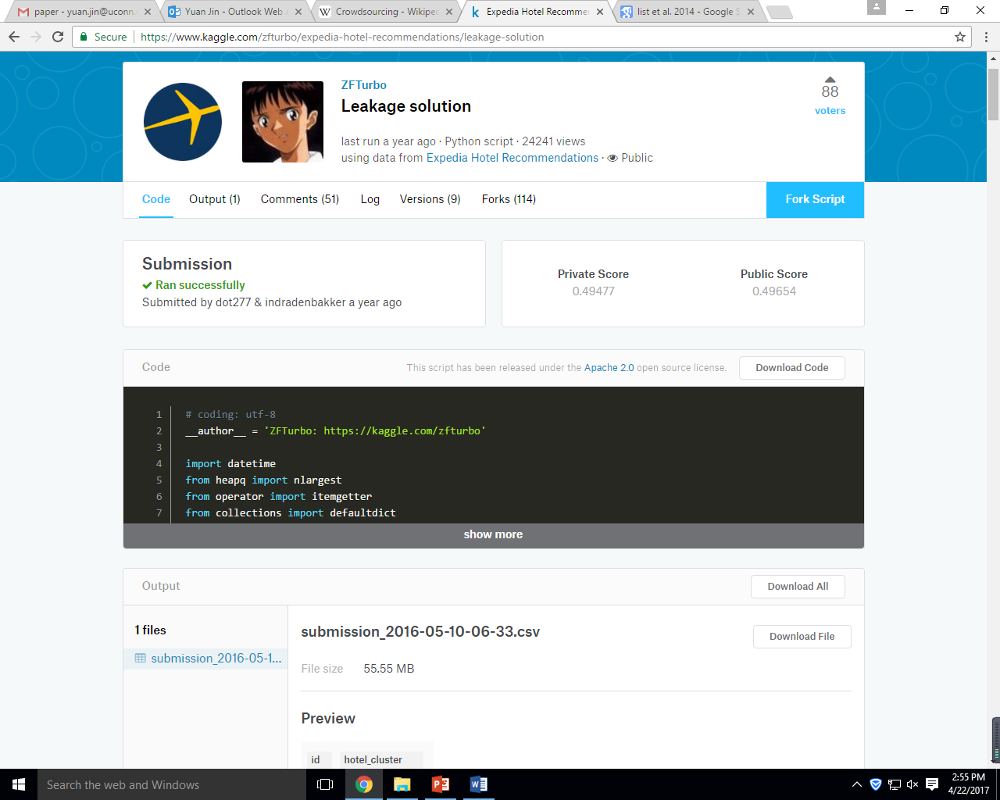 paper - yuan.jin@uconn.
Yuan Jin - Outlook Web
Crowdsourcing - Wikipe
Expedia Hotel Recomme
list et al. 2014 - Google S
Secure https://www.kaggle.com/zfturbo/expedia-hotel-recommendations/leakage-solution
ZFTurbo
Leakage solution
88
voters
last run a year ago · Python script · 24241 views
using data from Expedia Hotel Recommendations · Public
Code Output (1) Comments (51) Log Versions (9) Forks (114) Fork Script
Submission
Ran successfully
Submitted by dot277 & indradenbakker a year ago
Private Score
0.49477
Public Score
0.49654
Code This script has been released under the Apache 2.0 open source license. Download Code
1 # coding: utf-8
2 __author__ = 'ZFTurbo: https://kaggle.com/zfturbo'
3
4 import datetime
5 from heapq import nlargest
6 from operator import itemgetter
7 from collections import defaultdict
show more
Output Download All
1 files
submission_2016-05-1...
submission_2016-05-10-06-33.csv Download File
File size 55.55 MB
Preview
id hotel_cluster
Search the web and Windows
2:55 PM
4/22/2017